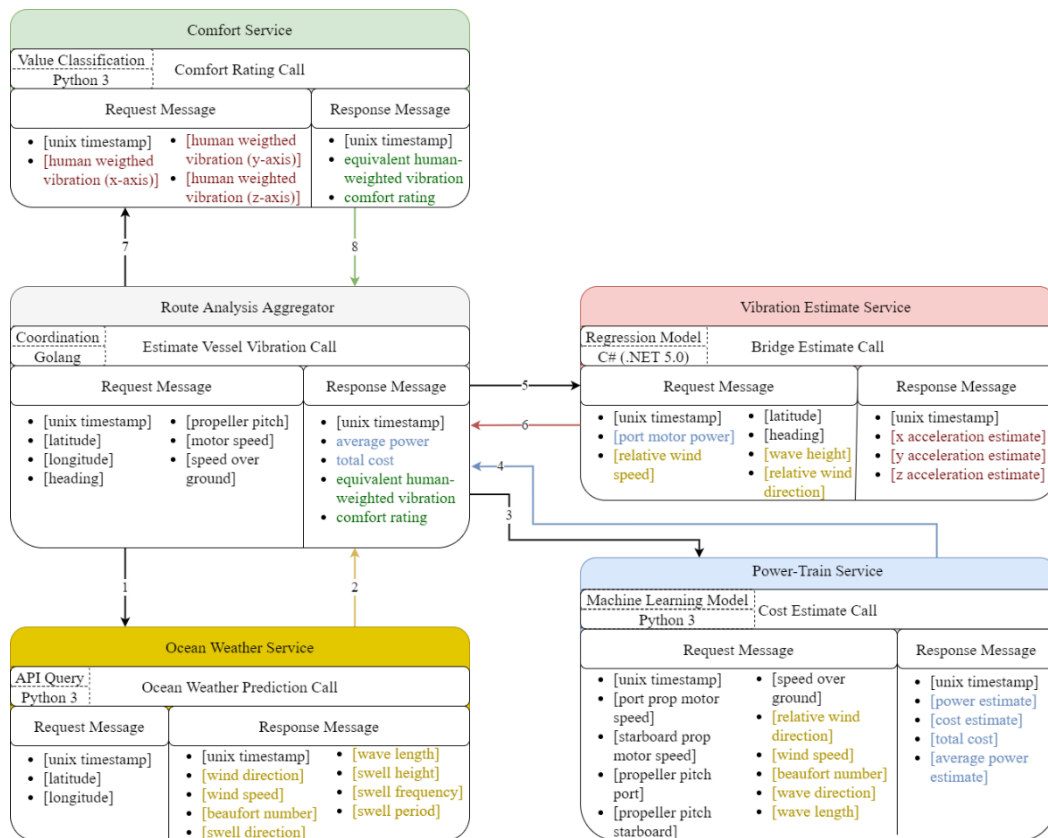 Comfort Service
Value Classification
Python 3
Comfort Rating Call
Request Message
Response Message
• [unix timestamp]
• [human weigthed
vibration (x-axis)]
• [human weigthed
vibration (y-axis)]
• [human weighted
vibration (z-axis)]
• [unix timestamp]
• equivalent human-
weighted vibration
• comfort rating
7
8
Route Analysis Aggregator
Coordination
Golang
Estimate Vessel Vibration Call
Request Message
Response Message
• [unix timestamp]
• [latitude]
• [longitude]
• [heading]
• [propeller pitch]
• [motor speed]
• [speed over
ground]
• [unix timestamp]
• average power
• total cost
• equivalent human-
weighted vibration
• comfort rating
5
6
4
3
Vibration Estimate Service
Regression Model
C# (.NET 5.0)
Bridge Estimate Call
Request Message
Response Message
• [unix timestamp]
• [port motor power]
• [relative wind
speed]
• [latitude]
• [heading]
• [wave height]
• [relative wind
direction]
• [unix timestamp]
• [x acceleration estimate]
• [y acceleration estimate]
• [z acceleration estimate]
1
2
Ocean Weather Service
API Query
Python 3
Ocean Weather Prediction Call
Request Message
Response Message
• [unix timestamp]
• [latitude]
• [longitude]
• [unix timestamp]
• [wind direction]
• [wind speed]
• [beaufort number]
• [swell direction]
• [wave length]
• [swell height]
• [swell frequency]
• [swell period]
Power-Train Service
Machine Learning Model
Python 3
Cost Estimate Call
Request Message
Response Message
• [unix timestamp]
• [port prop motor
speed]
• [starboard prop
motor speed]
• [propeller pitch
port]
• [propeller pitch
starboard]
• [speed over
ground]
• [relative wind
direction]
• [wind speed]
• [beaufort number]
• [wave direction]
• [wave length]
• [unix timestamp]
• [power estimate]
• [cost estimate]
• [total cost]
• [average power
estimate]